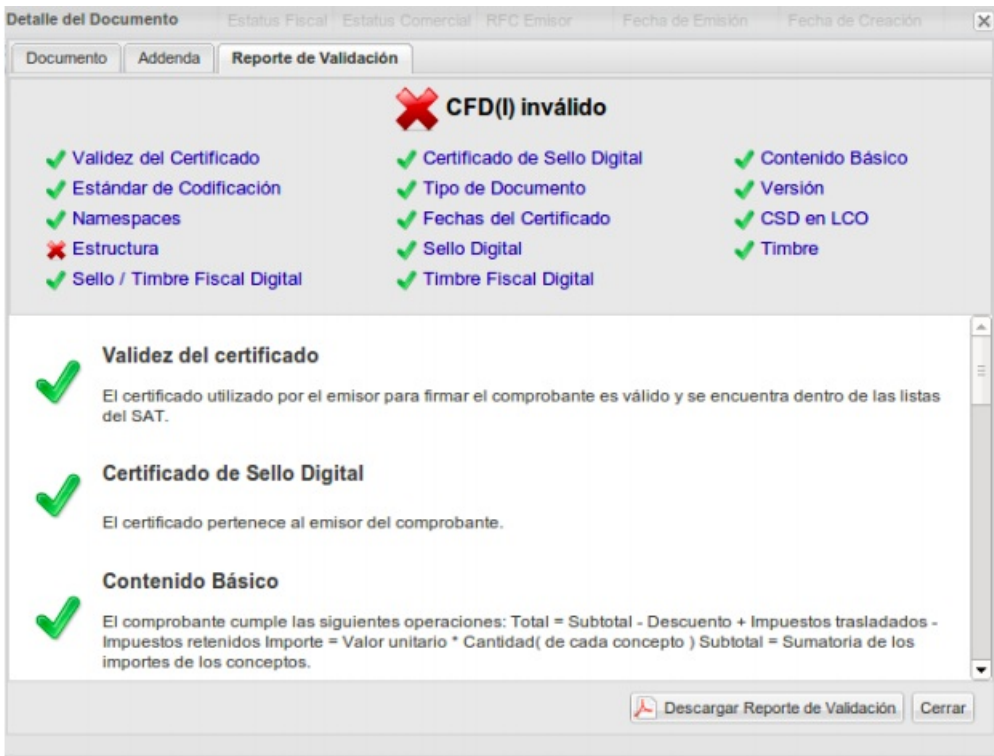 Detalle del Documento Estatus Fiscal Estatus Comercial RFC Emisor Fecha de Emisión Fecha de Creación
Documento Addenda Reporte de Validación
CFD(I) inválido
Validez del Certificado Certificado de Sello Digital Contenido Básico
Estándar de Codificación Tipo de Documento Versión
Namespaces Fechas del Certificado CSD en LCO
Estructura Sello Digital Timbre
Sello / Timbre Fiscal Digital Timbre Fiscal Digital
Validez del certificado
El certificado utilizado por el emisor para firmar el comprobante es válido y se encuentra dentro de las listas
del SAT.
Certificado de Sello Digital
El certificado pertenece al emisor del comprobante.
Contenido Básico
El comprobante cumple las siguientes operaciones: Total = Subtotal - Descuento + Impuestos trasladados -
Impuestos retenidos Importe = Valor unitario * Cantidad( de cada concepto ) Subtotal = Sumatoria de los
importes de los conceptos.
Descargar Reporte de Validación Cerrar